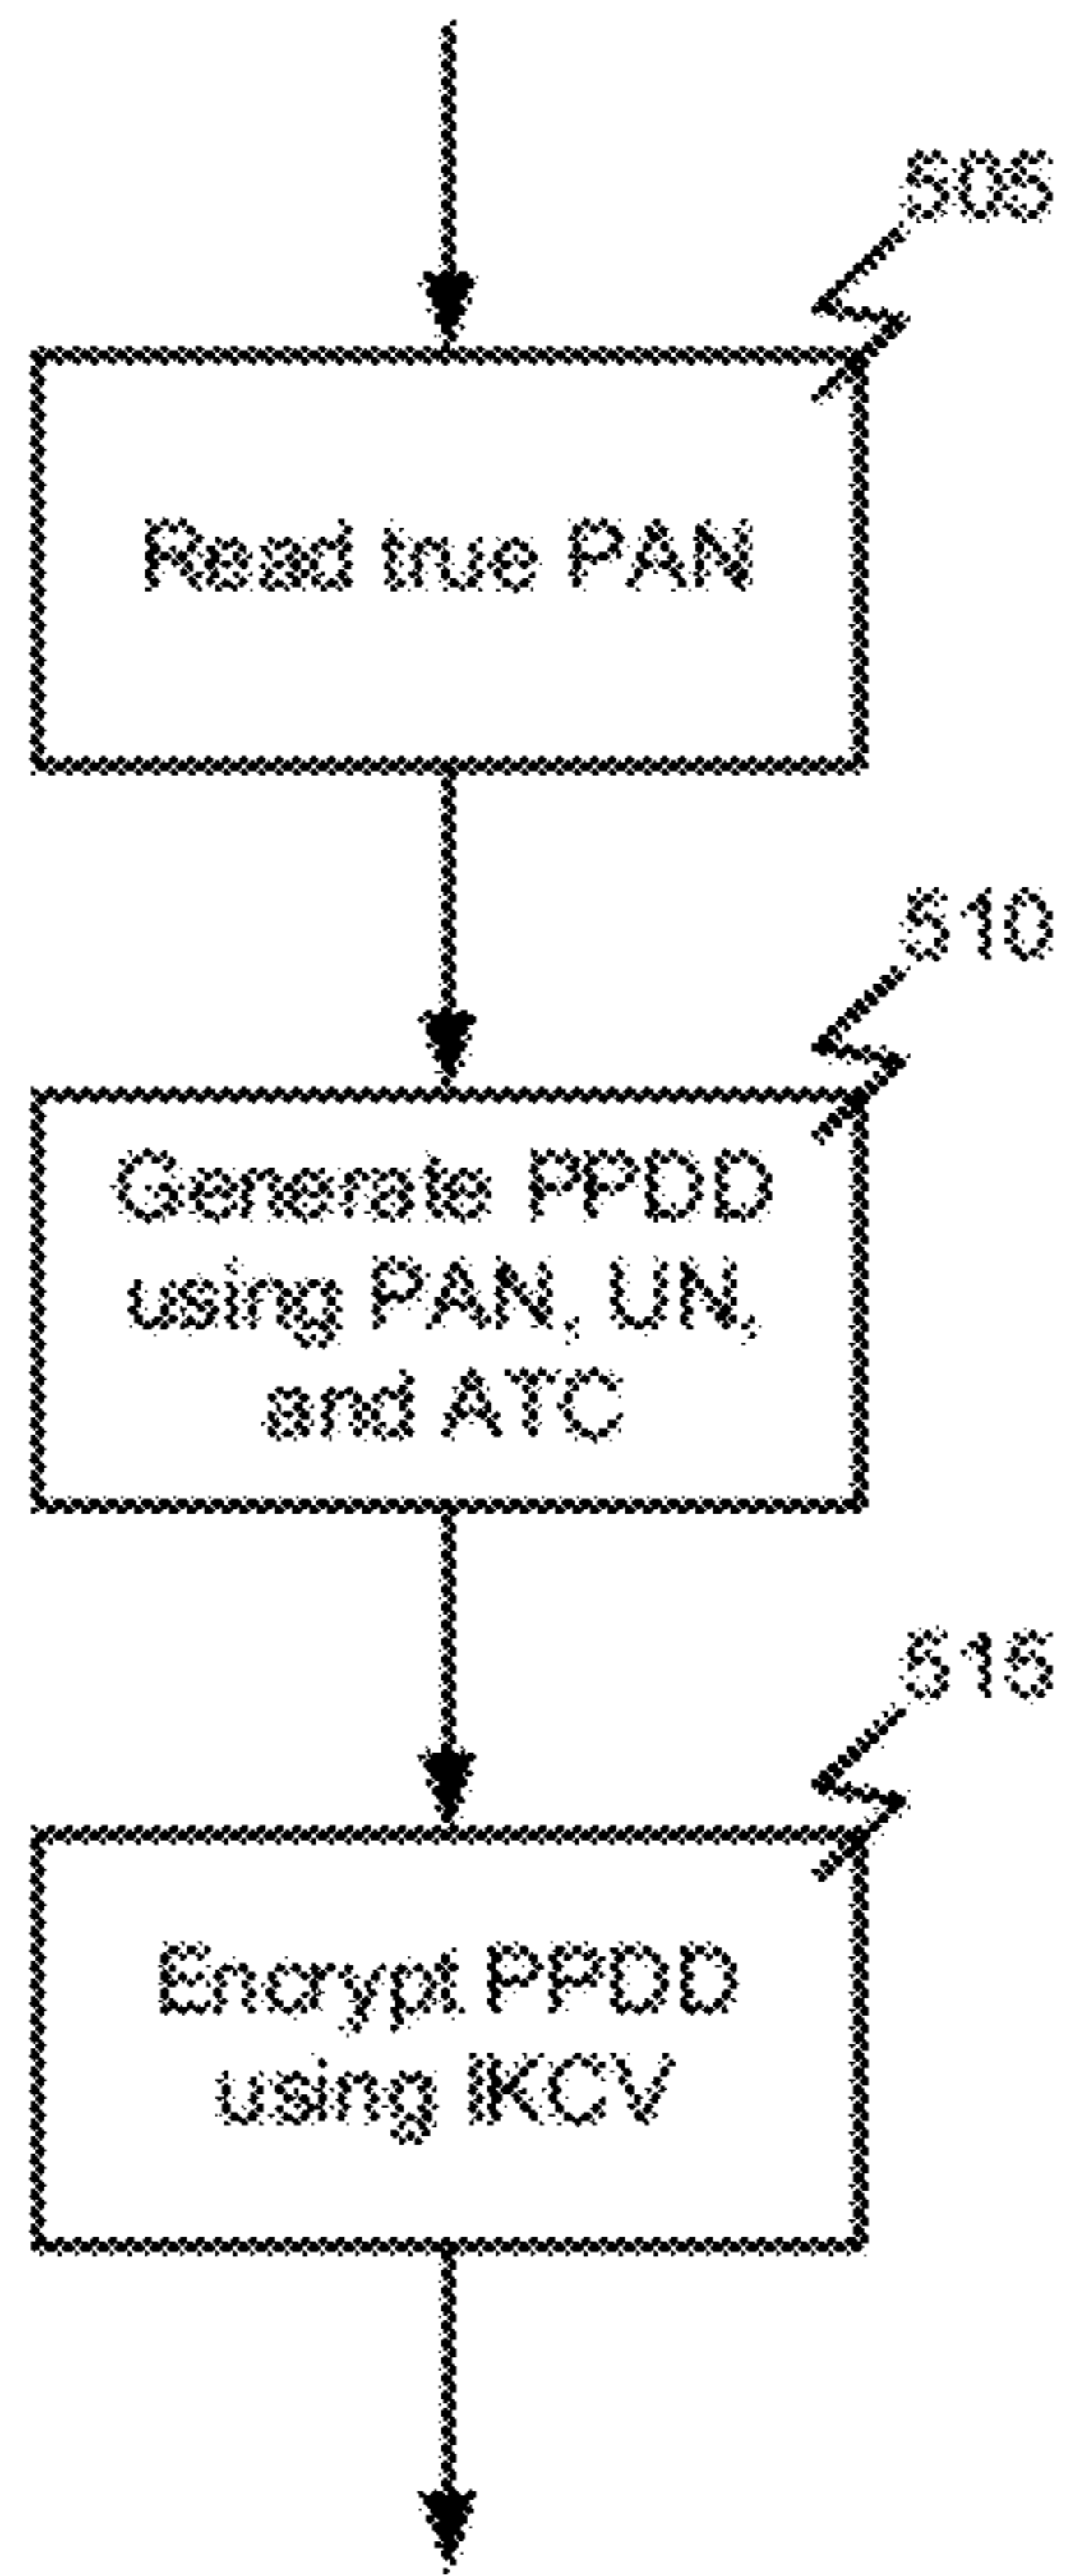 505
Read true PAN
510
Generate PPDD
using PAN, UN,
and ATC
515
Encrypt PPDD
using IKCV